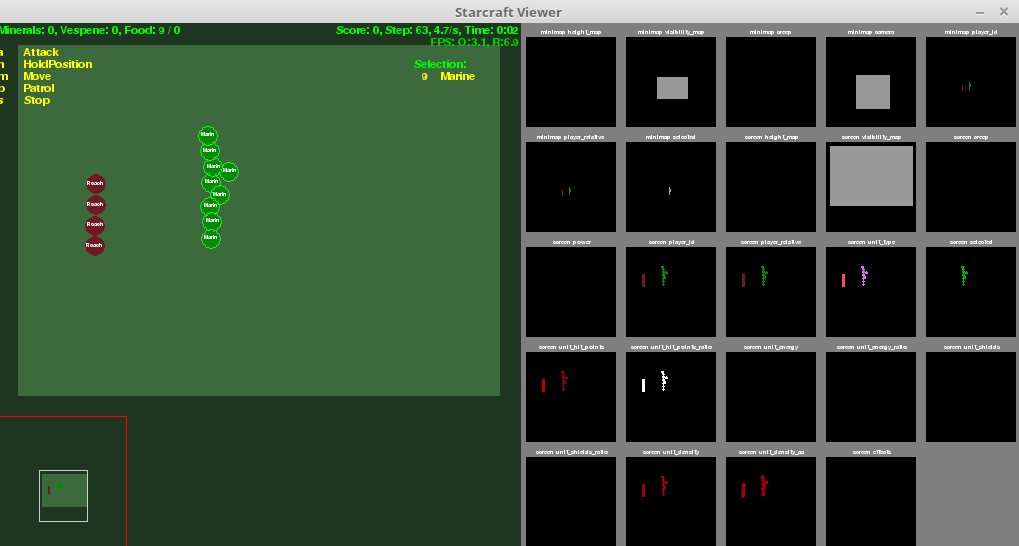 Starcraft Viewer
Minerals: 0, Vespene: 0, Food: 9 / 0
Score: 0, Step: 63, 4.7/s, Time: 0:02
FPS: O:3.1, R:6.9
a Attack
HoldPosition
m Move
p Patrol
s Stop
Selection:
9 Marine
Marin
Marin
Marin
Marin
Marin
Marin
Marin
Marin
Marin
Roach
Roach
Roach
Roach
minimap height_map
minimap visibility_map
minimap creep
minimap camera
minimap player_id
minimap player_relative
minimap selected
screen height_map
screen visibility_map
screen creep
screen power
screen player_id
screen player_relative
screen unit_type
screen selected
screen unit_hit_points
screen unit_hit_points_ratio
screen unit_energy
screen unit_energy_ratio
screen unit_shields
screen unit_shields_ratio
screen unit_density
screen unit_density_aa
screen effects